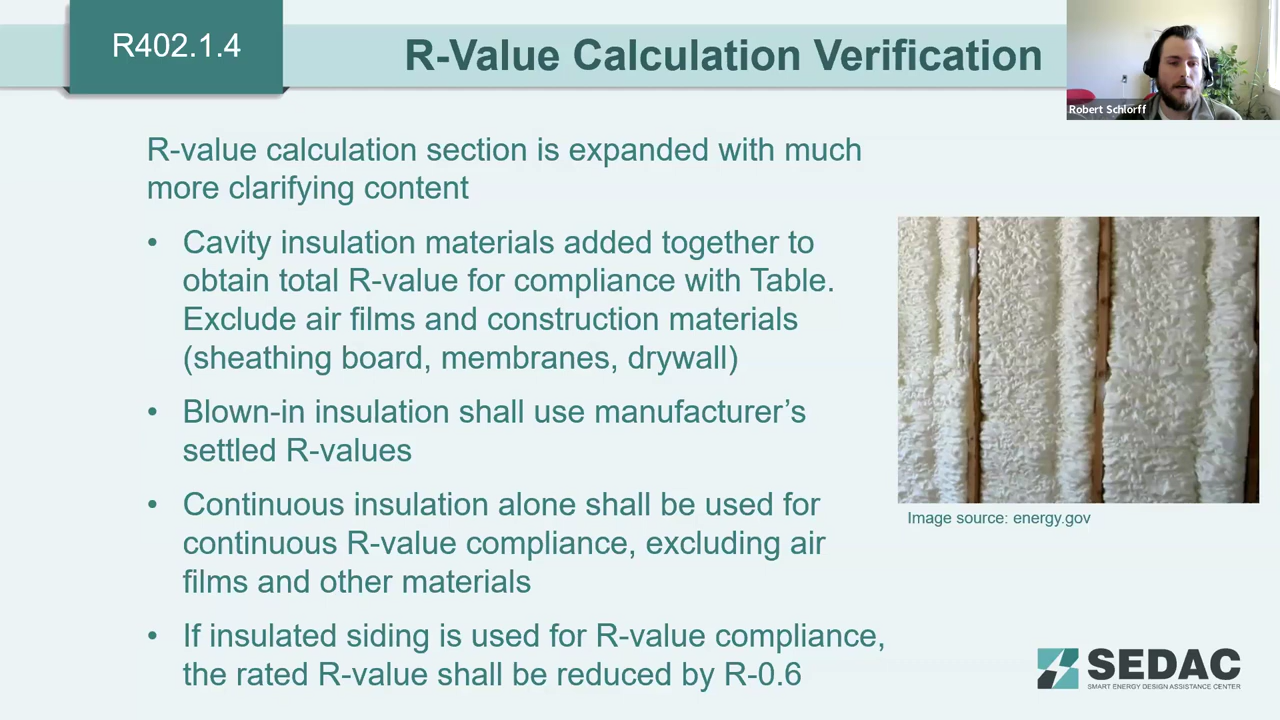 R402.1.4
R-Value Calculation Verification
Robert Schlorff
R-value calculation section is expanded with much
more clarifying content
• Cavity insulation materials added together to
obtain total R-value for compliance with Table.
Exclude air films and construction materials
(sheathing board, membranes, drywall)
• Blown-in insulation shall use manufacturer’s
settled R-values
• Continuous insulation alone shall be used for
continuous R-value compliance, excluding air
films and other materials
• If insulated siding is used for R-value compliance,
the rated R-value shall be reduced by R-0.6
Image source: energy.gov
SEDAC
SMART ENERGY DESIGN ASSISTANCE CENTER